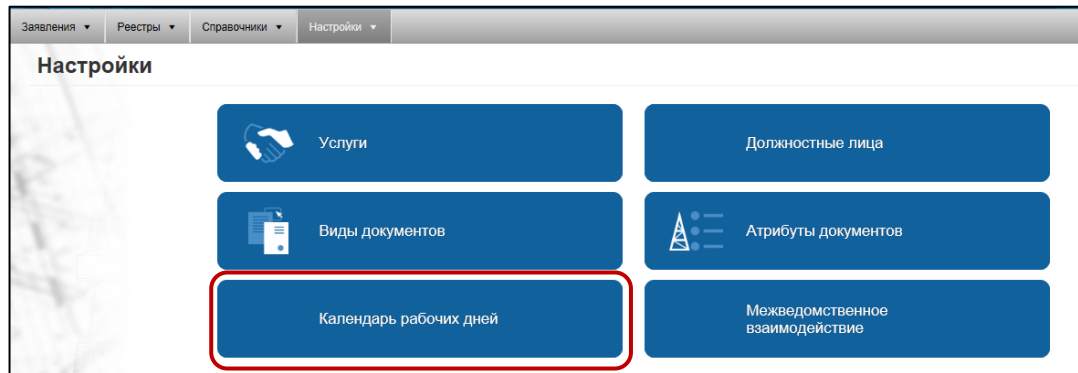 Заявления Реестры Справочники Настройки
Настройки
Услуги
Должностные лица
Виды документов
Атрибуты документов
Календарь рабочих дней
Межведомственное
взаимодействие